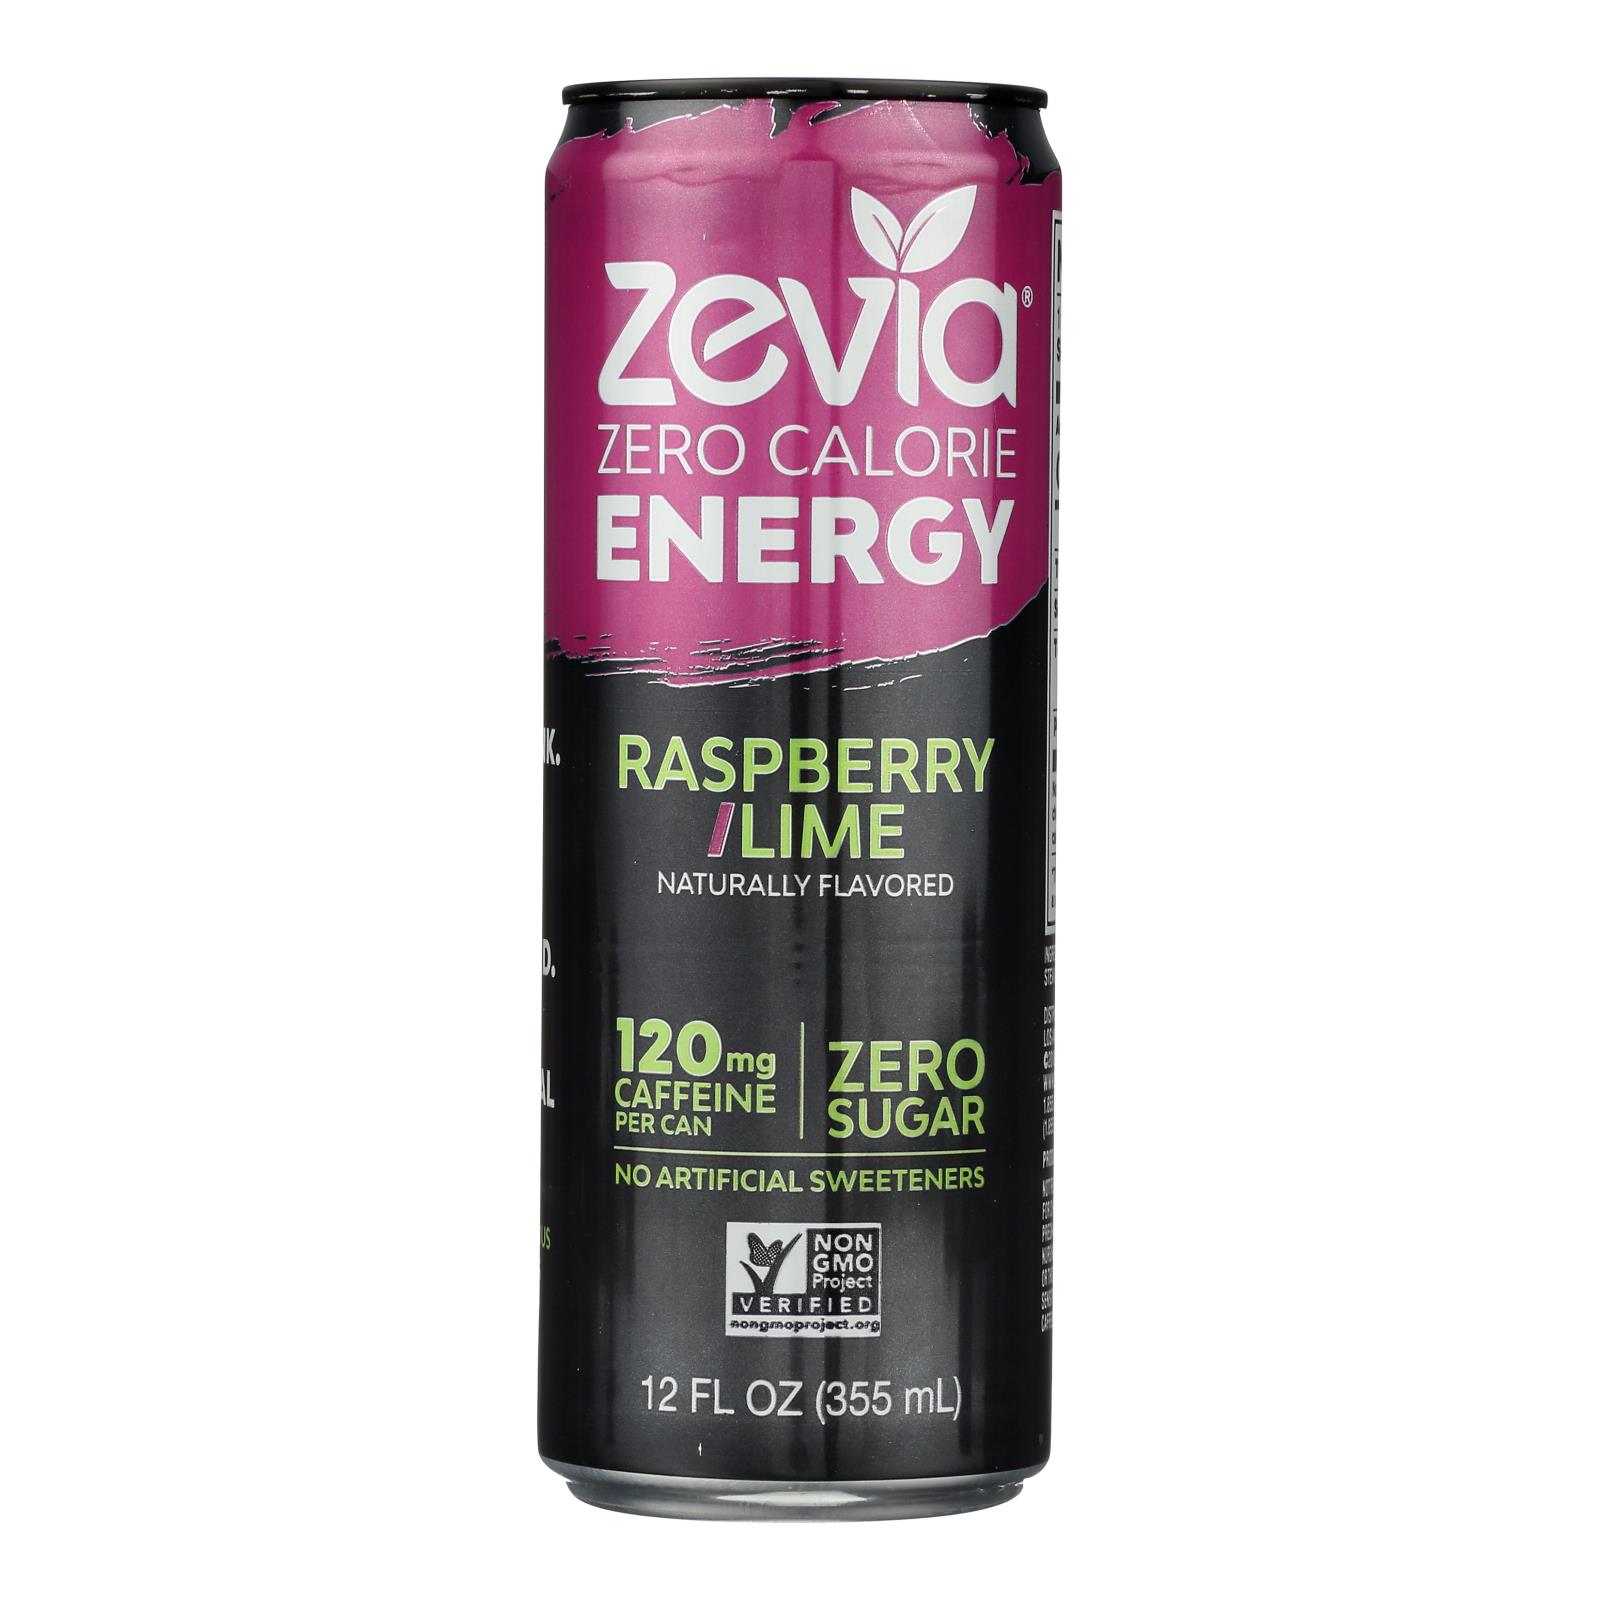 zevia®
ZERO CALORIE
ENERGY
RASPBERRY
/LIME
NATURALLY FLAVORED
120mg
CAFFEINE
PER CAN
ZERO
SUGAR
NO ARTIFICIAL SWEETENERS
NON
GMO
Project
VERIFIED
nongmoproject.org
12 FL OZ (355 mL)